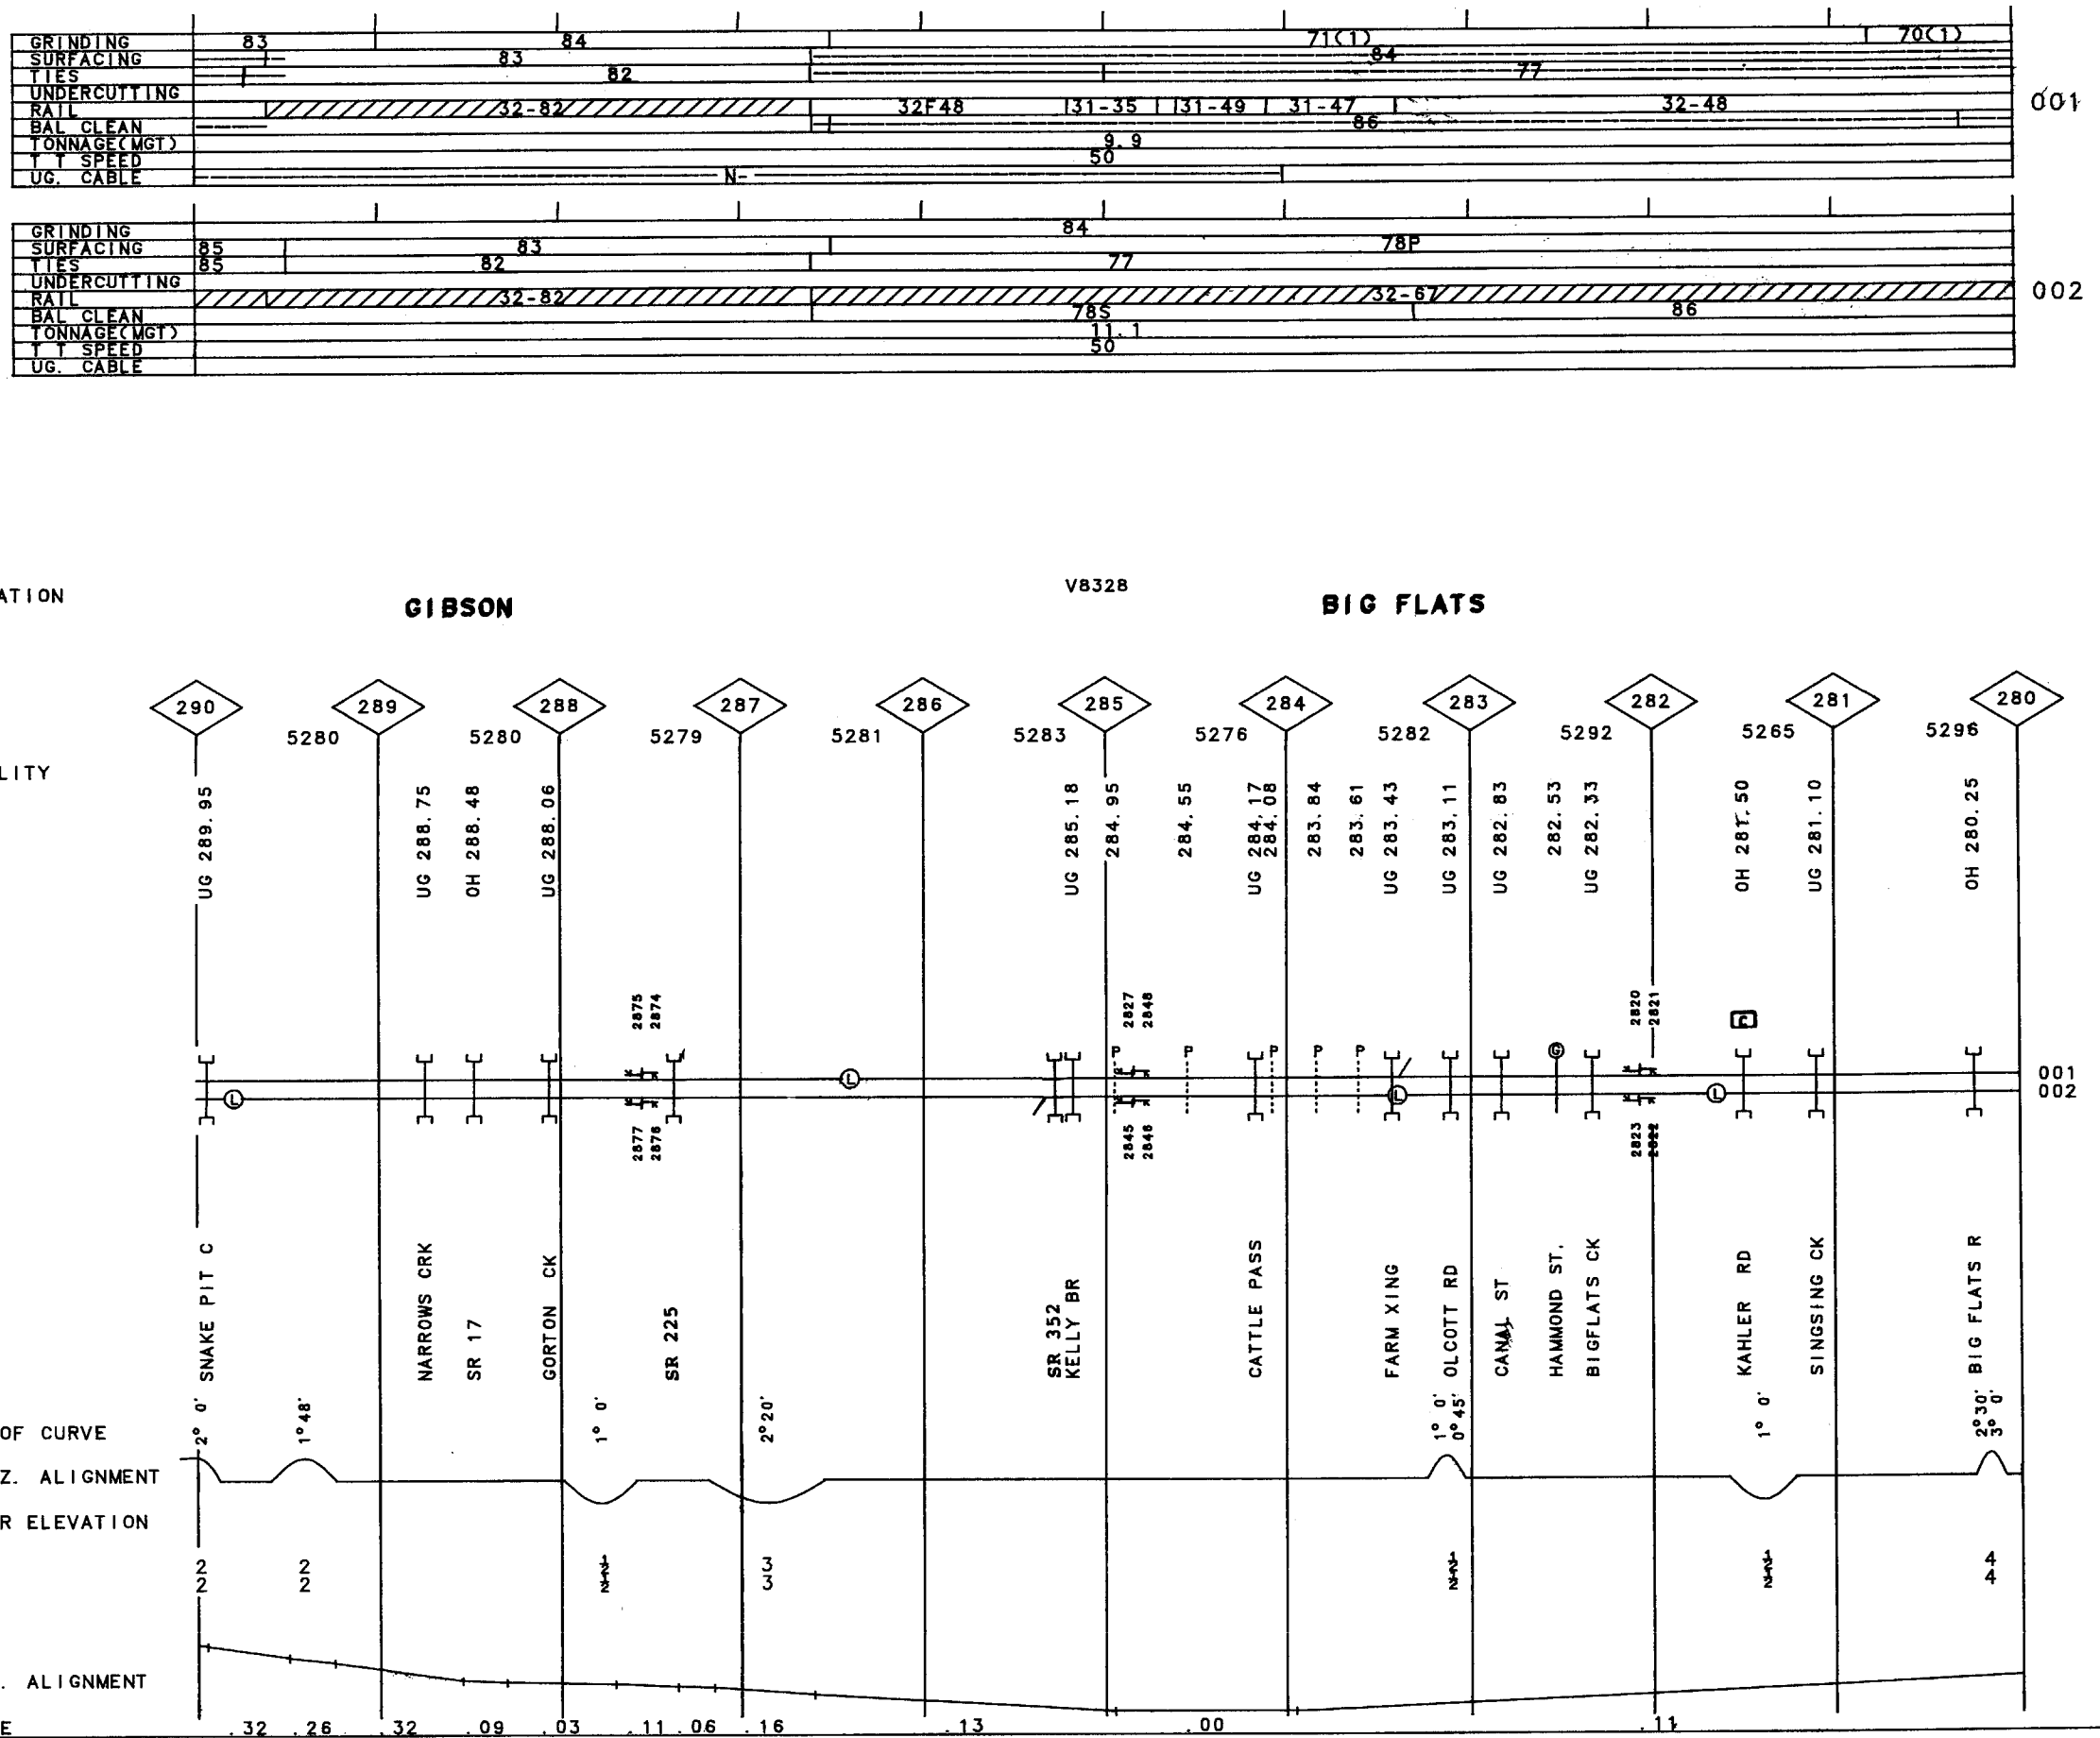 GRINDING 83 84 71(1) 70(1)
SURFACING 83 84
TIES 82 77
UNDERCUTTING
RAIL 32-82 32F48 31-35 31-49 31-47 32-48
BAL CLEAN 86
TONNAGE(MGT) 9.9
T T SPEED 50
UG. CABLE N-
001
GRINDING 84
SURFACING 85 83 78P
TIES 85 82 77
UNDERCUTTING
RAIL 32-82 32-67
BAL CLEAN 78S 86
TONNAGE(MGT) 11.1
T T SPEED 50
UG. CABLE
002
ATION GIBSON V8328 BIG FLATS
290 289 288 287 286 285 284 283 282 281 280
5280 5280 5279 5281 5283 5276 5282 5292 5265 5296
LITY
UG 289.95
UG 288.75
OH 288.48
UG 288.06
UG 285.18
284.95
284.55
UG 284.17
284.08
283.84
283.61
UG 283.43
UG 283.11
UG 282.83
282.53
UG 282.33
OH 281.50
UG 281.10
OH 280.25
2875
2874
2827
2848
2820
2821
P P P P P G
L L L L
001
002
2877
2876
2845
2846
2823
2822
SNAKE PIT C
NARROWS CRK
SR 17
GORTON CK
SR 225
SR 352
KELLY BR
CATTLE PASS
FARM XING
OLCOTT RD
CANAL ST
HAMMOND ST.
BIGFLATS CK
KAHLER RD
SINGSING CK
BIG FLATS R
OF CURVE
2° 0'
1°48'
1° 0'
2°20'
1° 0'
0°45'
1° 0'
2°30'
3° 0'
Z. ALIGNMENT
R ELEVATION
2 2 3 4
2 2 3 4
. ALIGNMENT
E .32 .26 .32 .09 .03 .11 .06 .16 .13 .00 .11